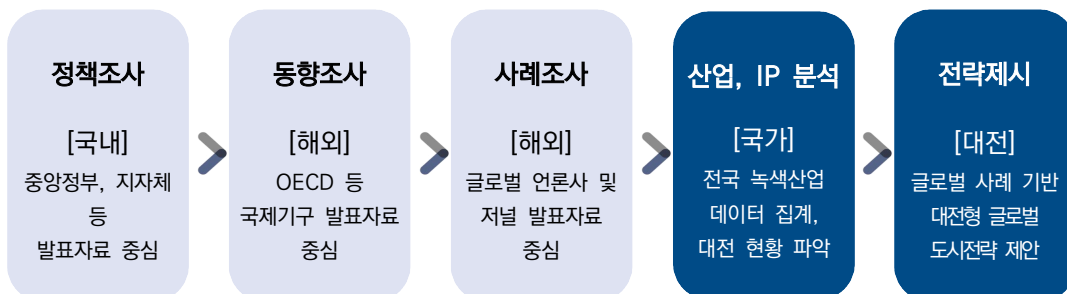 정책조사
[국내]
중앙정부, 지자체
등
발표자료 중심
동향조사
[해외]
OECD 등
국제기구 발표자료
중심
사례조사
[해외]
글로벌 언론사 및
저널 발표자료
중심
산업, IP 분석
[국가]
전국 녹색산업
데이터 집계,
대전 현황 파악
전략제시
[대전]
글로벌 사례 기반
대전형 글로벌
도시전략 제안